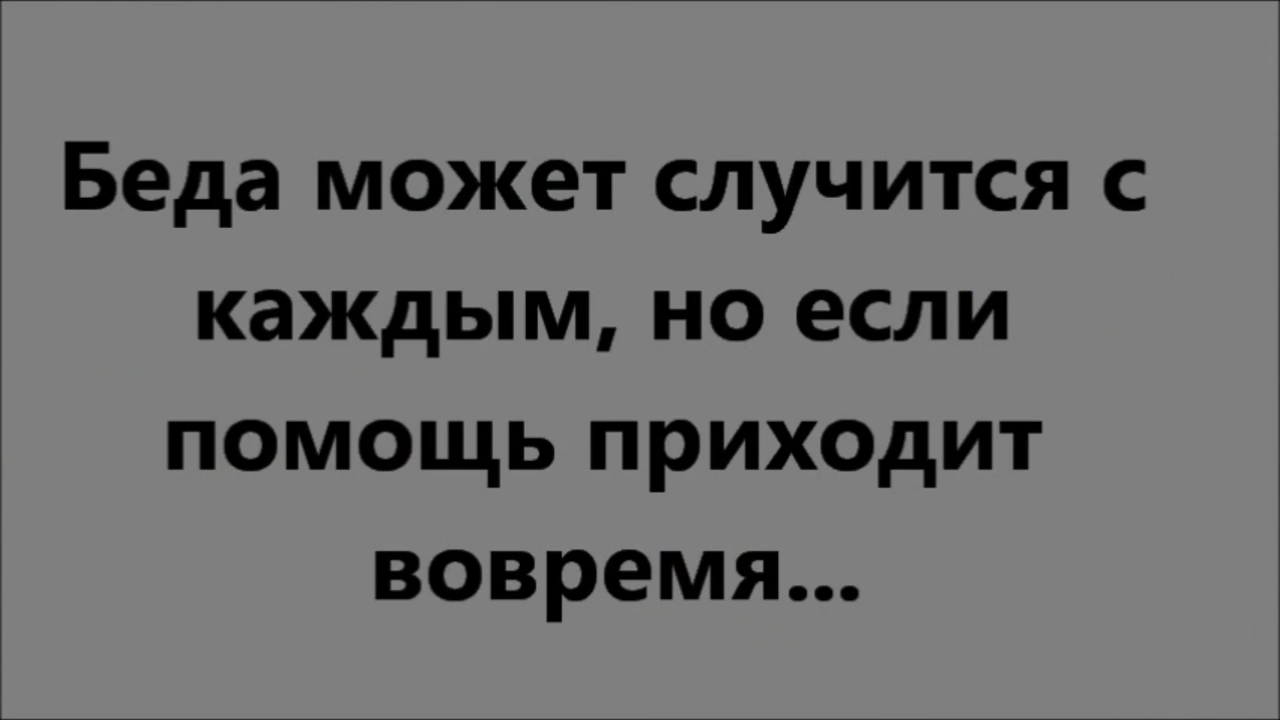 Беда может случится с
каждым, но если
помощь приходит
вовремя...